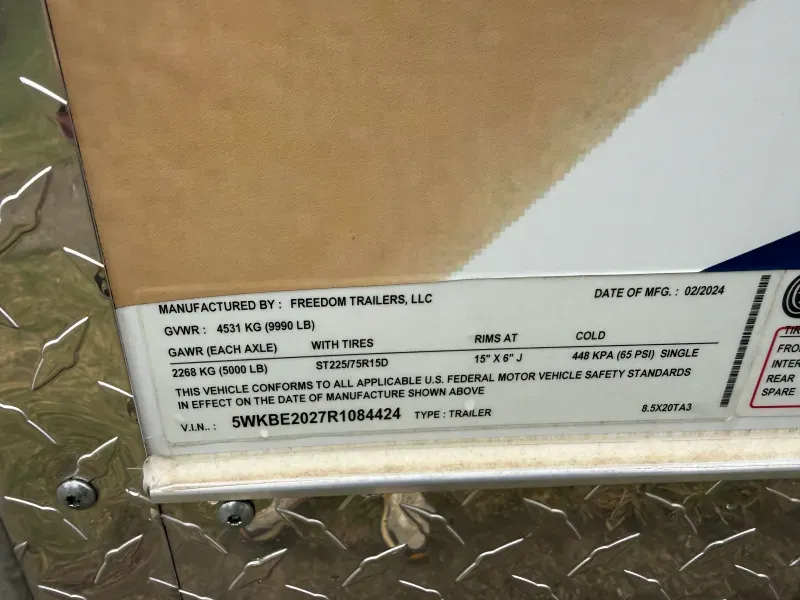 MANUFACTURED BY : FREEDOM TRAILERS, LLC DATE OF MFG. : 02/2024
GVWR : 4531 KG (9990 LB)
GAWR (EACH AXLE) WITH TIRES RIMS AT COLD
2268 KG (5000 LB) ST225/75R15D 15" X 6" J 448 KPA (65 PSI) SINGLE
THIS VEHICLE CONFORMS TO ALL APPLICABLE U.S. FEDERAL MOTOR VEHICLE SAFETY STANDARDS
IN EFFECT ON THE DATE OF MANUFACTURE SHOWN ABOVE
V.I.N.. : 5WKBE2027R1084424 TYPE : TRAILER 8.5X20TA3
REAR
SPARE